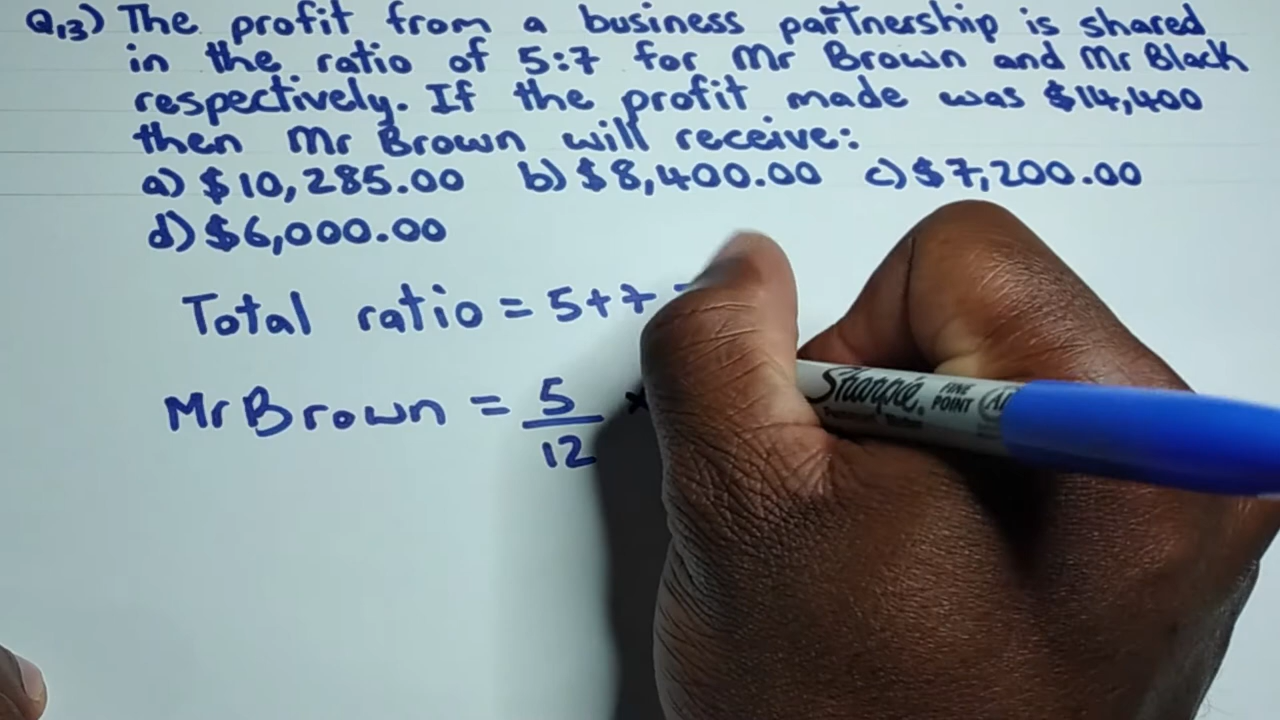 Q13) The profit from a business partnership is shared
in the ratio of 5:7 for Mr Brown and Mr Black
respectively. If the profit made was $14,400
then Mr Brown will receive:
a) $10,285.00 b) $8,400.00 c) $7,200.00
d) $6,000.00
Total ratio = 5+7 =
Mr Brown = 5/12 ×
Sharpie. FINE POINT